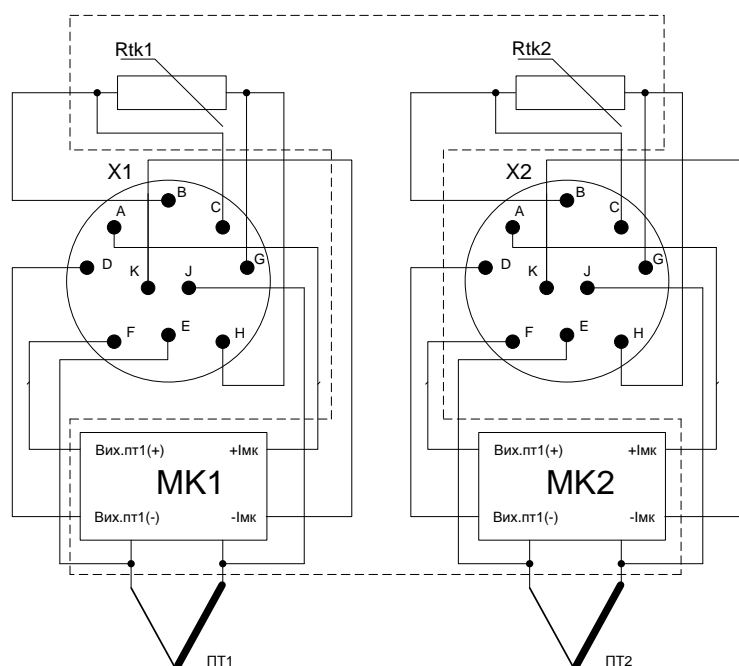 Rtk1
Rtk2
X1
X2
B
A
C
D
G
K
J
F
E
H
B
A
C
D
G
K
J
F
E
H
Вих.пт1(+)
+Iмк
МК1
Вих.пт1(-)
-Iмк
Вих.пт1(+)
+Iмк
МК2
Вих.пт1(-)
-Iмк
ПТ1
ПТ2